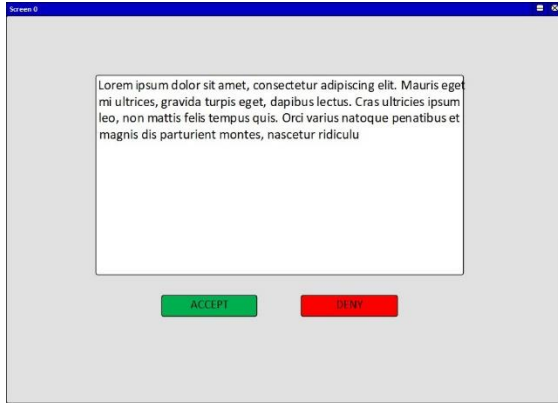 Screen 0
Lorem ipsum dolor sit amet, consectetur adipiscing elit. Mauris eget
mi ultrices, gravida turpis eget, dapibus lectus. Cras ultricies ipsum
leo, non mattis felis tempus quis. Orci varius natoque penatibus et
magnis dis parturient montes, nascetur ridiculu
ACCEPT
DENY